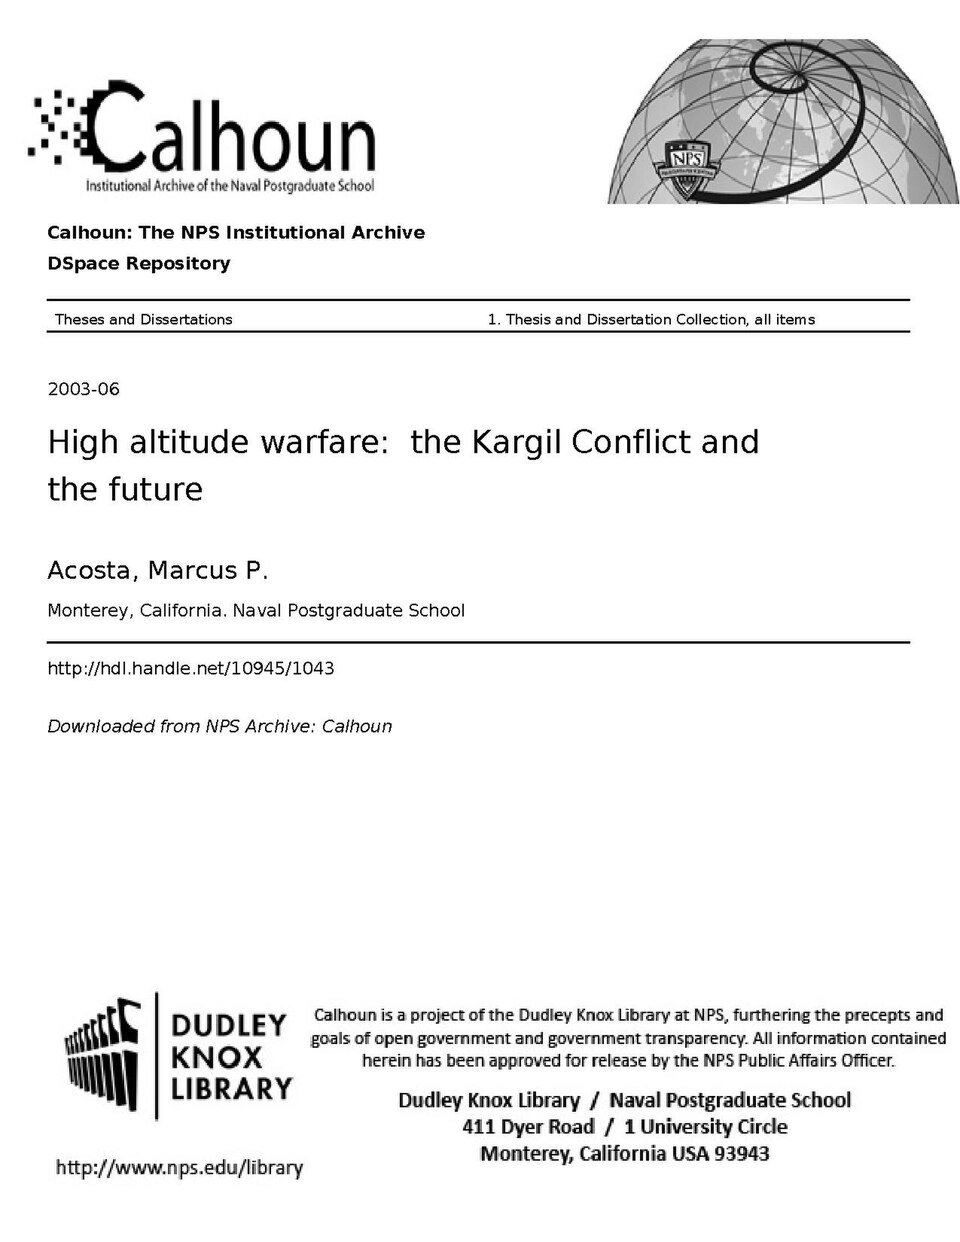 Calhoun
Institutional Archive of the Naval Postgraduate School
NPS
Calhoun: The NPS Institutional Archive
DSpace Repository
Theses and Dissertations 1. Thesis and Dissertation Collection, all items
2003-06
High altitude warfare: the Kargil Conflict and
the future
Acosta, Marcus P.
Monterey, California. Naval Postgraduate School
http://hdl.handle.net/10945/1043
Downloaded from NPS Archive: Calhoun
DUDLEY
KNOX
LIBRARY
http://www.nps.edu/library
Calhoun is a project of the Dudley Knox Library at NPS, furthering the precepts and
goals of open government and government transparency. All information contained
herein has been approved for release by the NPS Public Affairs Officer.
Dudley Knox Library / Naval Postgraduate School
411 Dyer Road / 1 University Circle
Monterey, California USA 93943